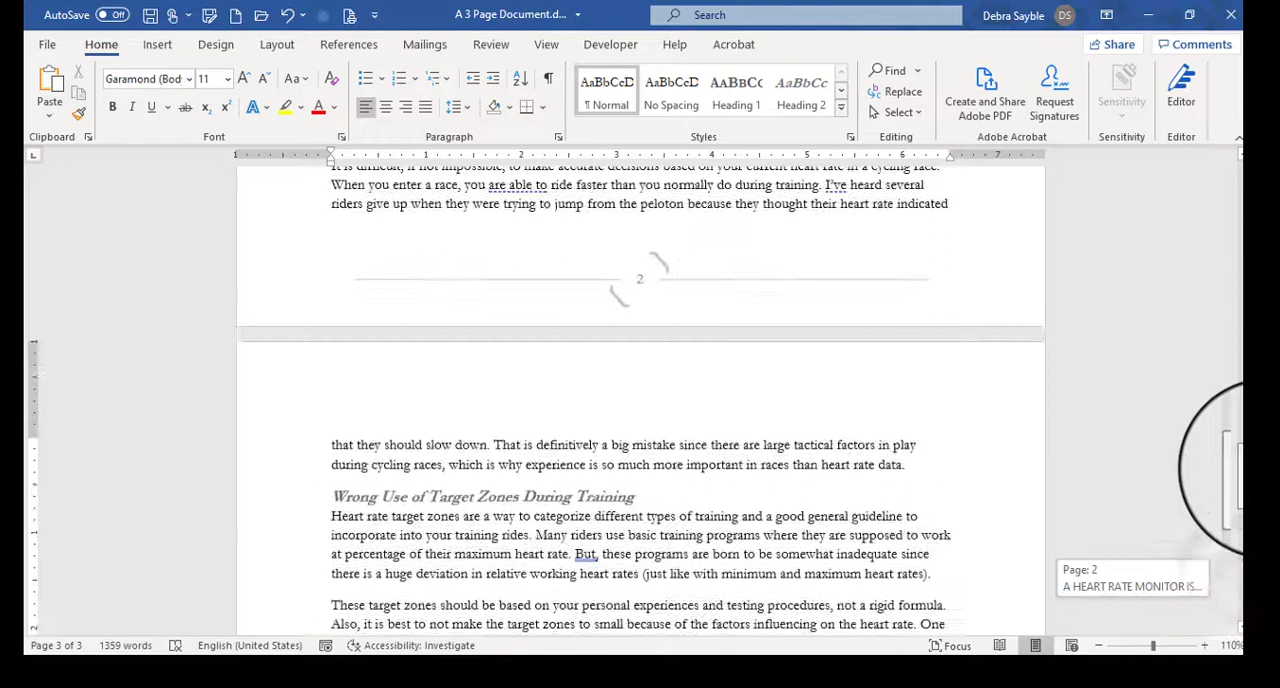 AutoSave Off A 3 Page Document.d... Search Debra Sayble DS
File Home Insert Design Layout References Mailings Review View Developer Help Acrobat Share Comments
Garamond (Bod 11 Aa AaBbCcD AaBbCcD AABBCC AaBbCcC Find
Paste B I U ab x₂ x² A A ¶ Normal No Spacing Heading 1 Heading 2 Replace Create and Share Request Sensitivity Editor
Select Adobe PDF Signatures
Clipboard Font Paragraph Styles Editing Adobe Acrobat Sensitivity Editor
1 1 2 3 4 5 6 7
It is difficult, if not impossible, to make accurate decisions based on your current heart rate in a cycling race.
When you enter a race, you are able to ride faster than you normally do during training. I've heard several
riders give up when they were trying to jump from the peloton because they thought their heart rate indicated
2
that they should slow down. That is definitively a big mistake since there are large tactical factors in play
during cycling races, which is why experience is so much more important in races than heart rate data.
Wrong Use of Target Zones During Training
Heart rate target zones are a way to categorize different types of training and a good general guideline to
incorporate into your training rides. Many riders use basic training programs where they are supposed to work
at percentage of their maximum heart rate. But, these programs are born to be somewhat inadequate since
there is a huge deviation in relative working heart rates (just like with minimum and maximum heart rates).
Page: 2
A HEART RATE MONITOR IS...
These target zones should be based on your personal experiences and testing procedures, not a rigid formula.
Also, it is best to not make the target zones to small because of the factors influencing on the heart rate. One
Page 3 of 3 1359 words English (United States) Accessibility: Investigate Focus 110%